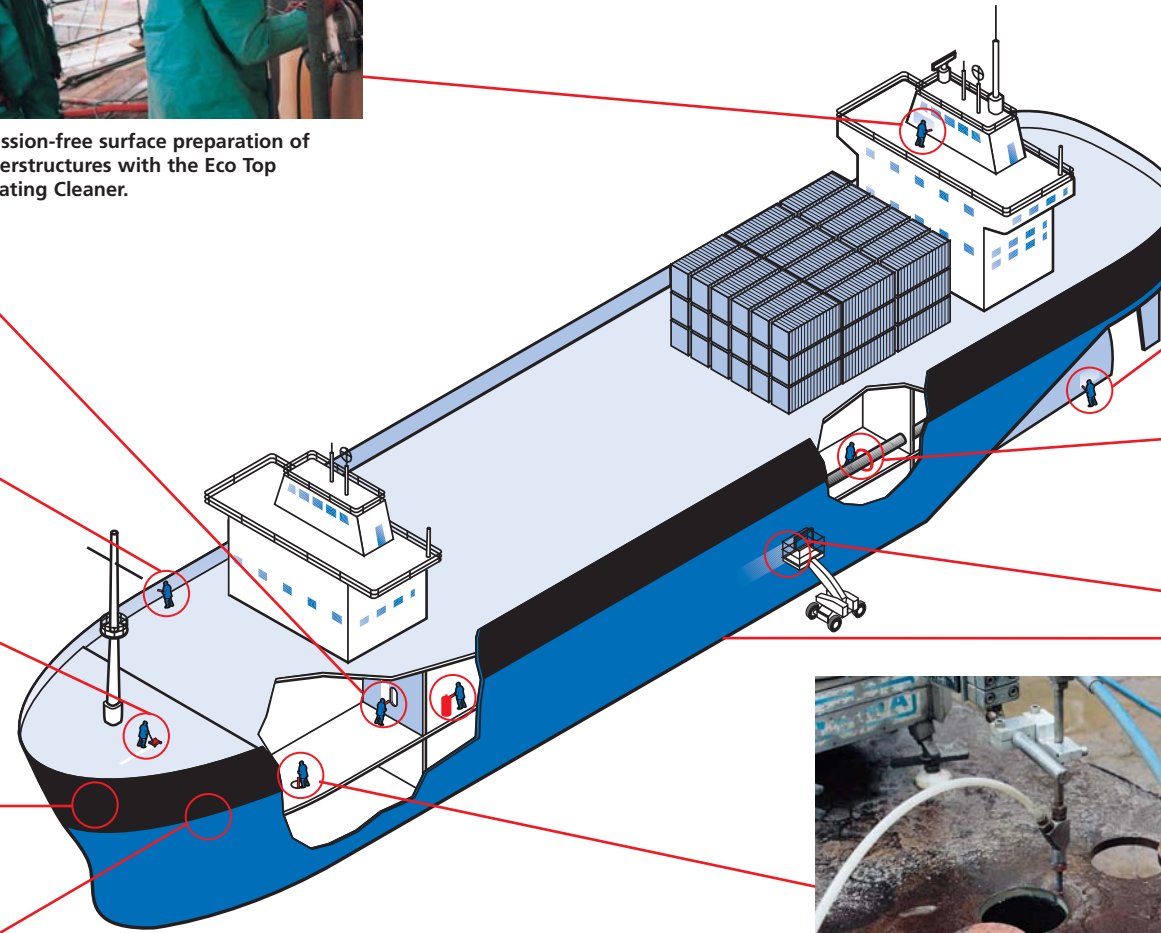 ssion-free surface preparation of
erstructures with the Eco Top
ating Cleaner.